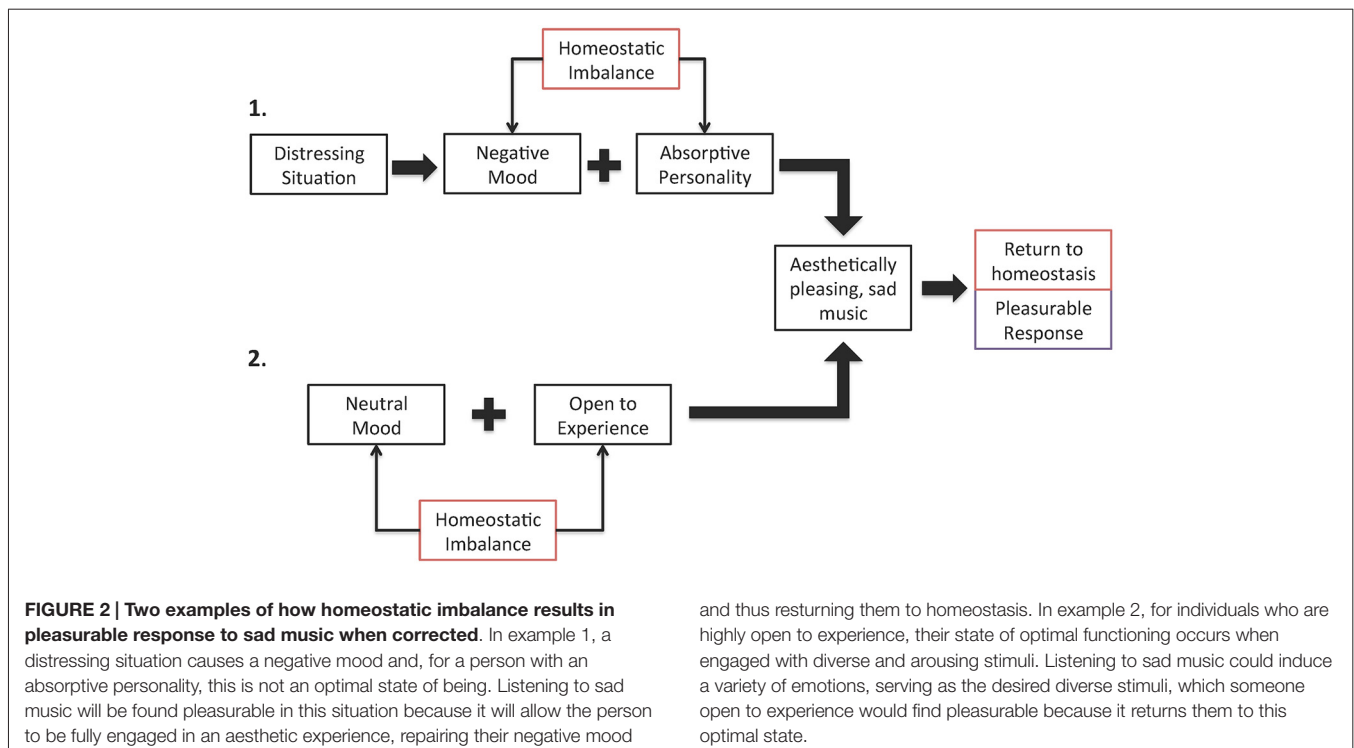 Homeostatic
Imbalance
1.
Distressing
Situation
Negative
Mood
Absorptive
Personality
Aesthetically
pleasing, sad
music
Return to
homeostasis
Pleasurable
Response
2.
Neutral
Mood
Open to
Experience
Homeostatic
Imbalance
FIGURE 2 | Two examples of how homeostatic imbalance results in
pleasurable response to sad music when corrected. In example 1, a
distressing situation causes a negative mood and, for a person with an
absorptive personality, this is not an optimal state of being. Listening to sad
music will be found pleasurable in this situation because it will allow the person
to be fully engaged in an aesthetic experience, repairing their negative mood
and thus resturning them to homeostasis. In example 2, for individuals who are
highly open to experience, their state of optimal functioning occurs when
engaged with diverse and arousing stimuli. Listening to sad music could induce
a variety of emotions, serving as the desired diverse stimuli, which someone
open to experience would find pleasurable because it returns them to this
optimal state.